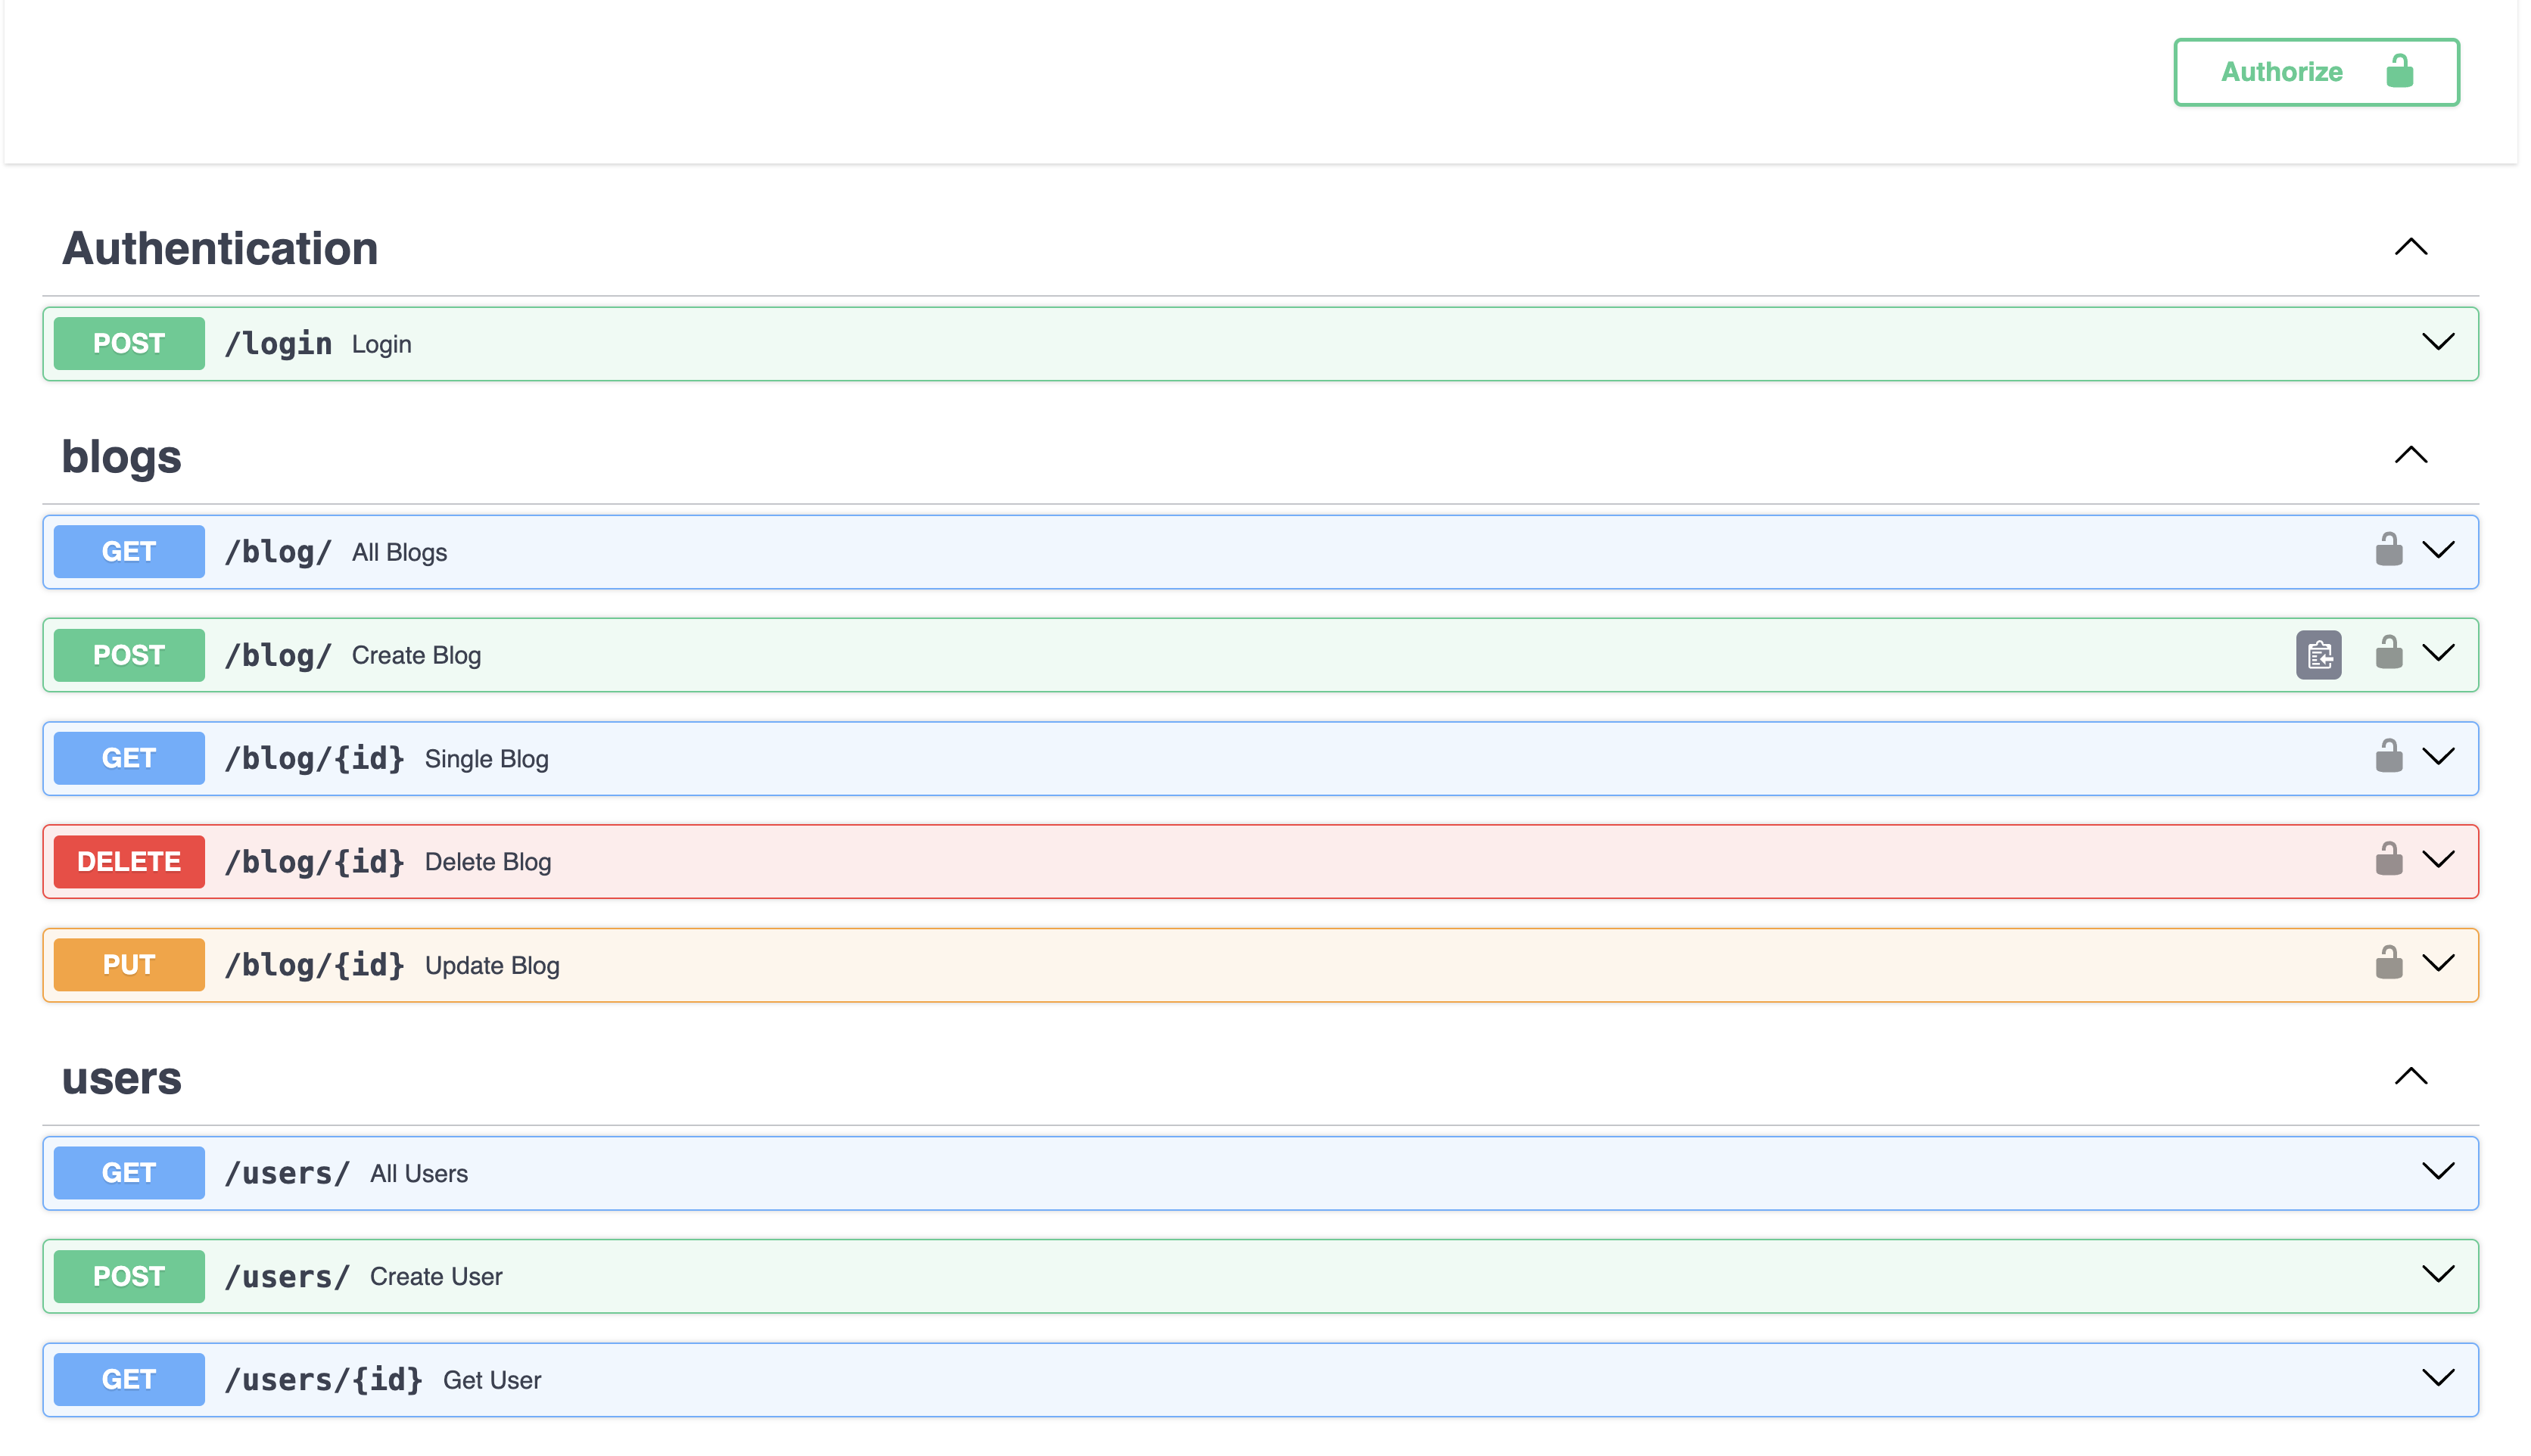 Authorize
Authentication
POST /login Login
blogs
GET /blog/ All Blogs
POST /blog/ Create Blog
GET /blog/{id} Single Blog
DELETE /blog/{id} Delete Blog
PUT /blog/{id} Update Blog
users
GET /users/ All Users
POST /users/ Create User
GET /users/{id} Get User